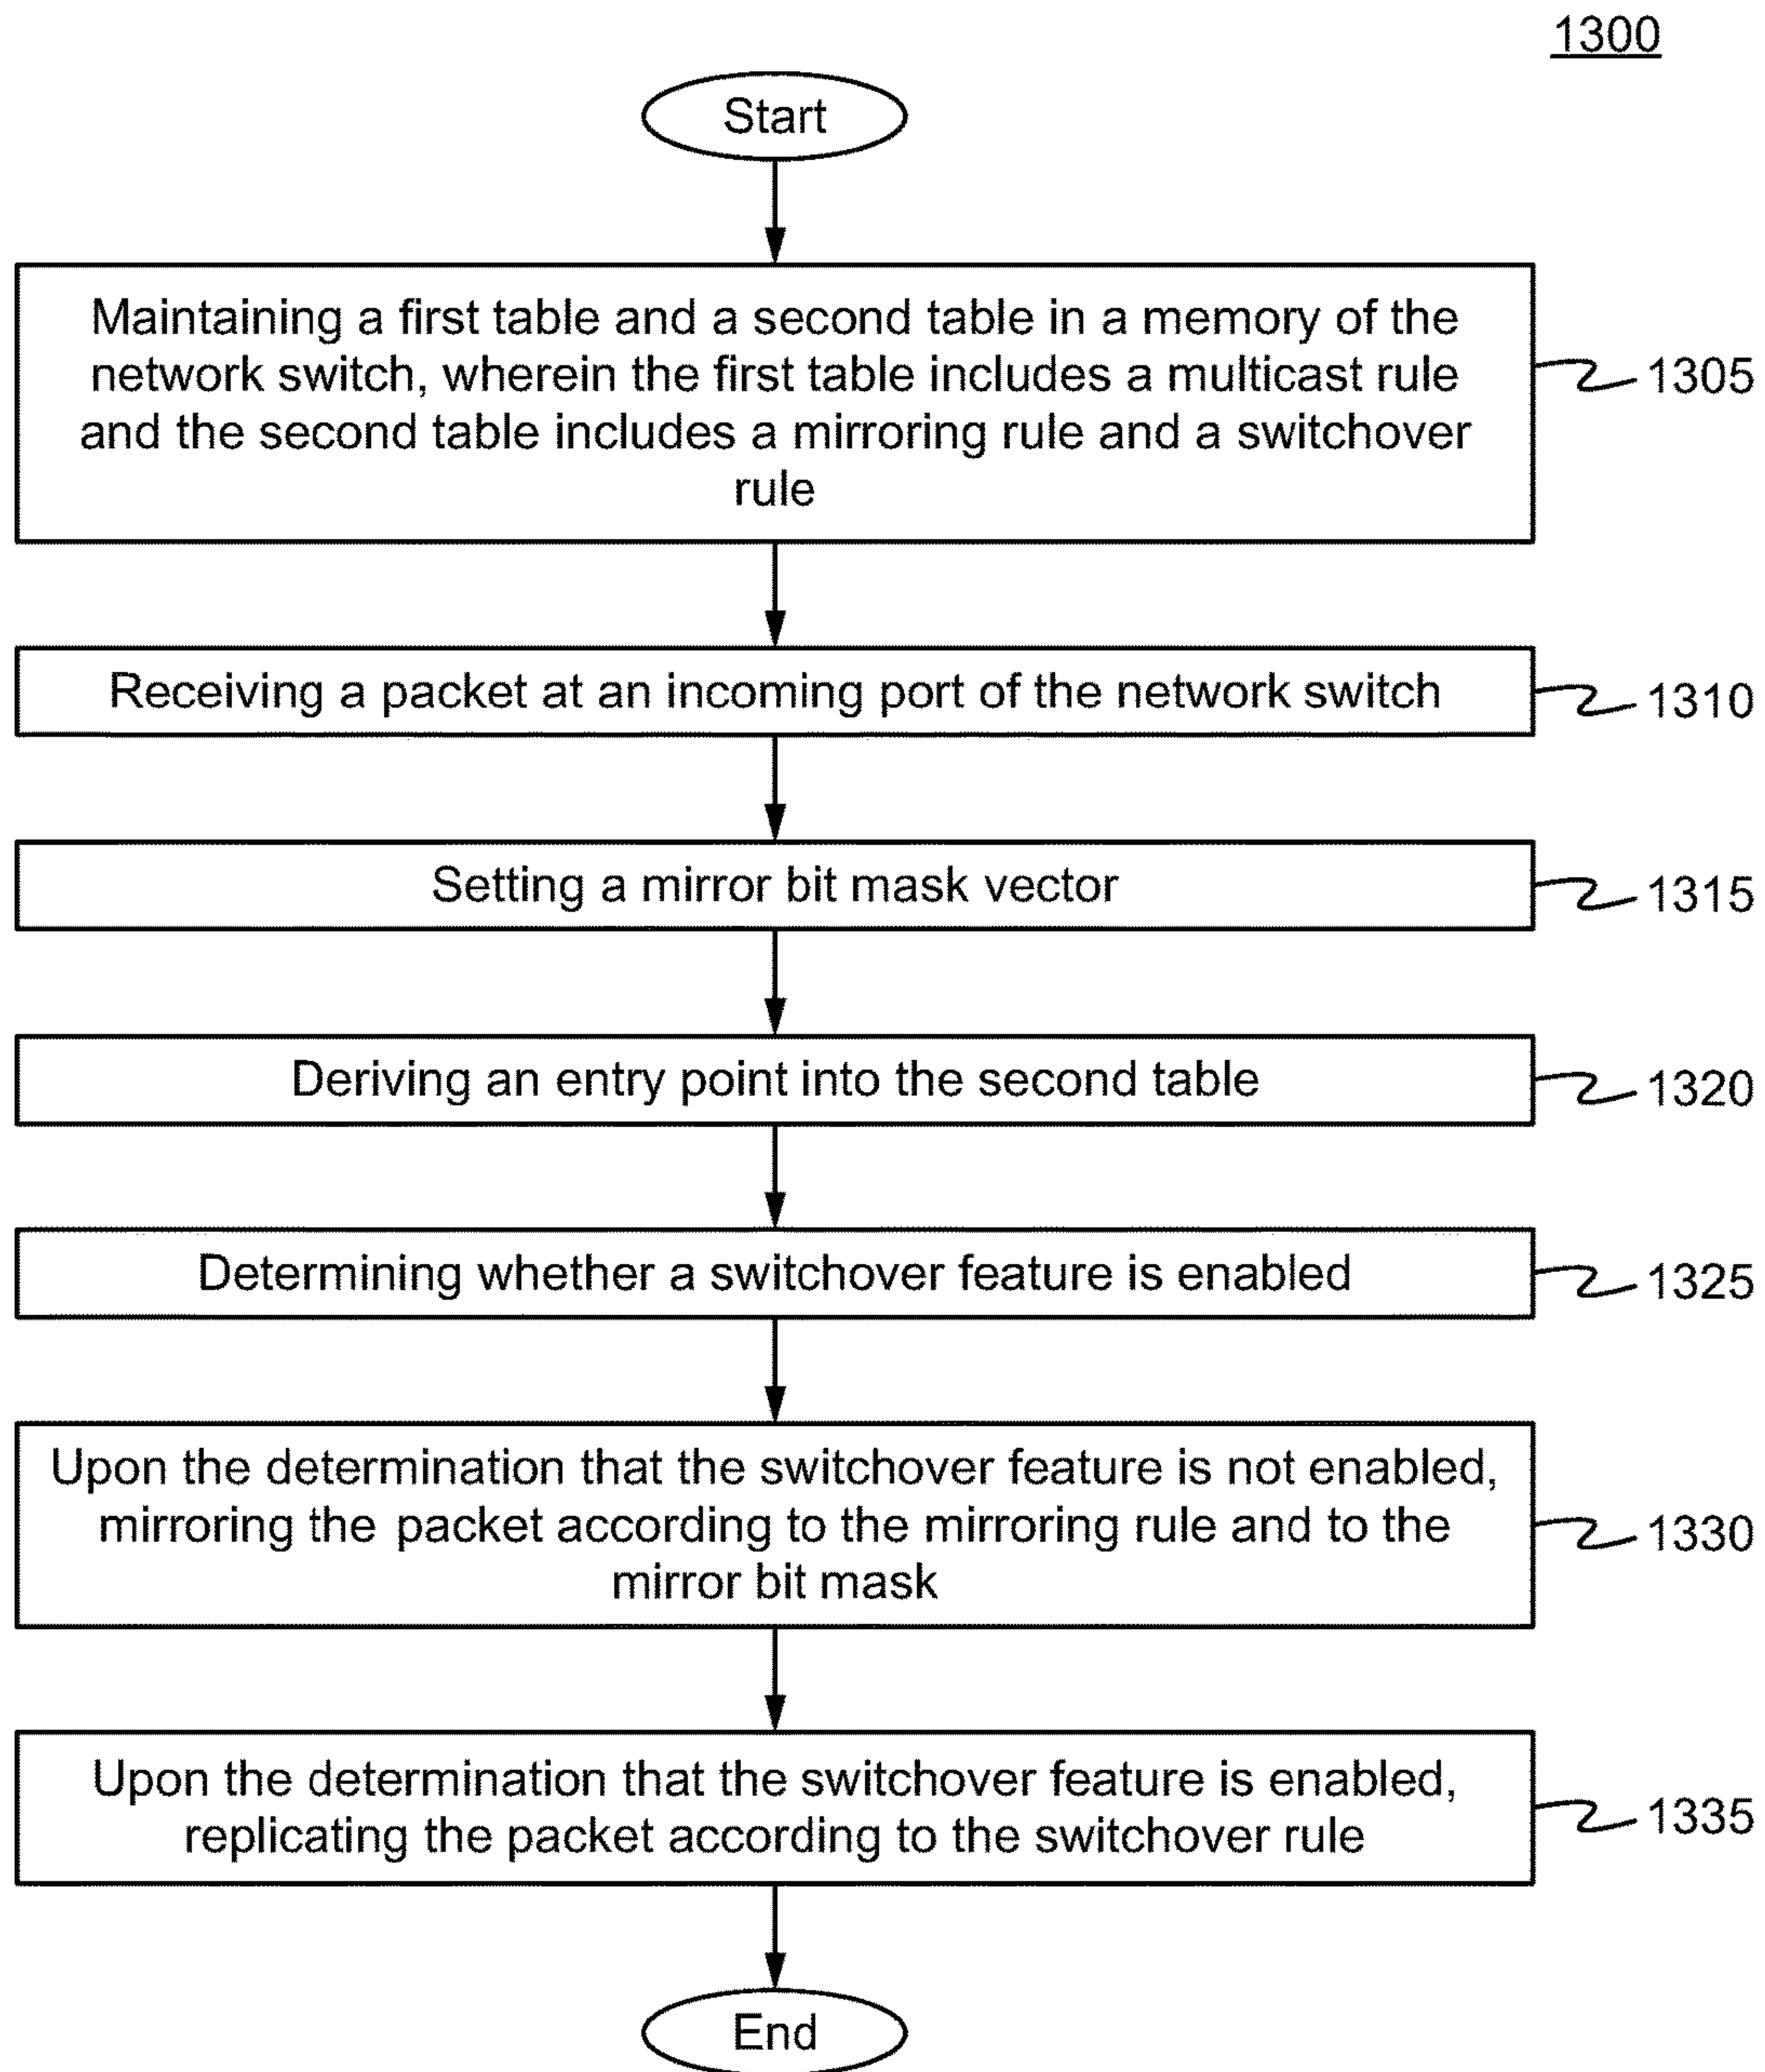 1300
Start
Maintaining a first table and a second table in a memory of the
network switch, wherein the first table includes a multicast rule
and the second table includes a mirroring rule and a switchover
rule
1305
Receiving a packet at an incoming port of the network switch
1310
Setting a mirror bit mask vector
1315
Deriving an entry point into the second table
1320
Determining whether a switchover feature is enabled
1325
Upon the determination that the switchover feature is not enabled,
mirroring the packet according to the mirroring rule and to the
mirror bit mask
1330
Upon the determination that the switchover feature is enabled,
replicating the packet according to the switchover rule
1335
End